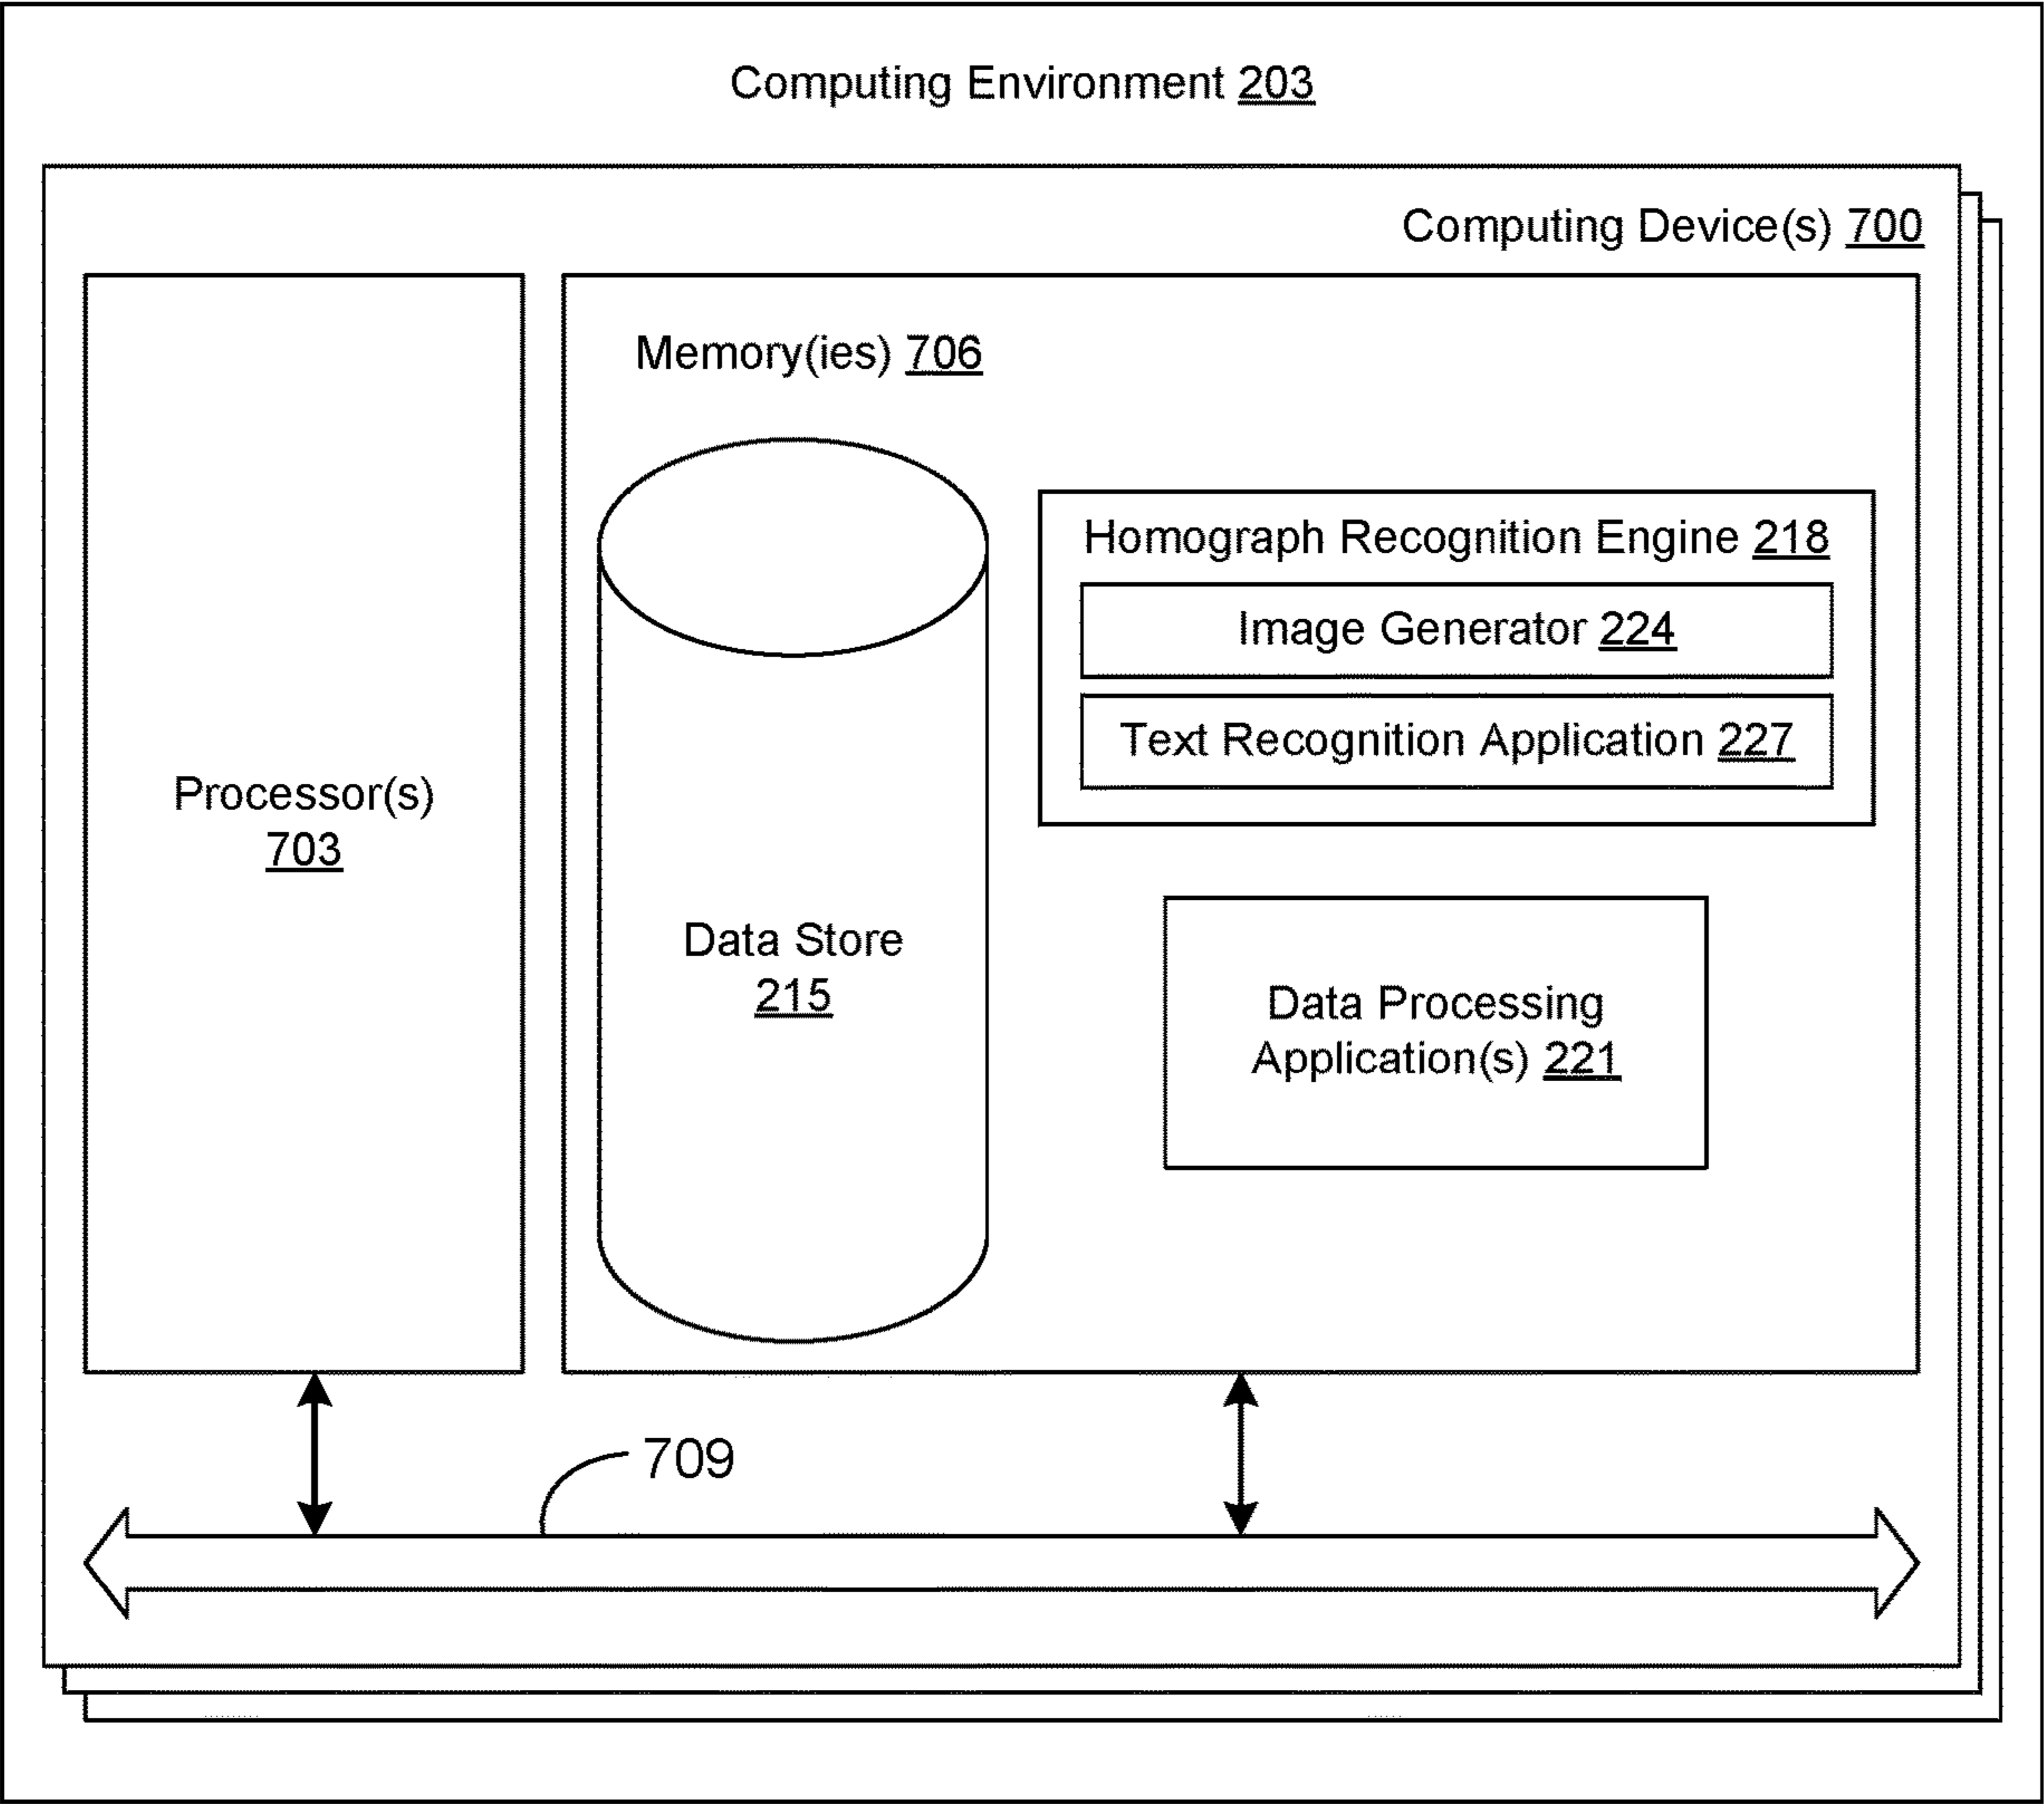 Computing Environment 203
Computing Device(s) 700
Memory(ies) 706
Homograph Recognition Engine 218
Image Generator 224
Text Recognition Application 227
Processor(s)
703
Data Store
215
Data Processing
Application(s) 221
709